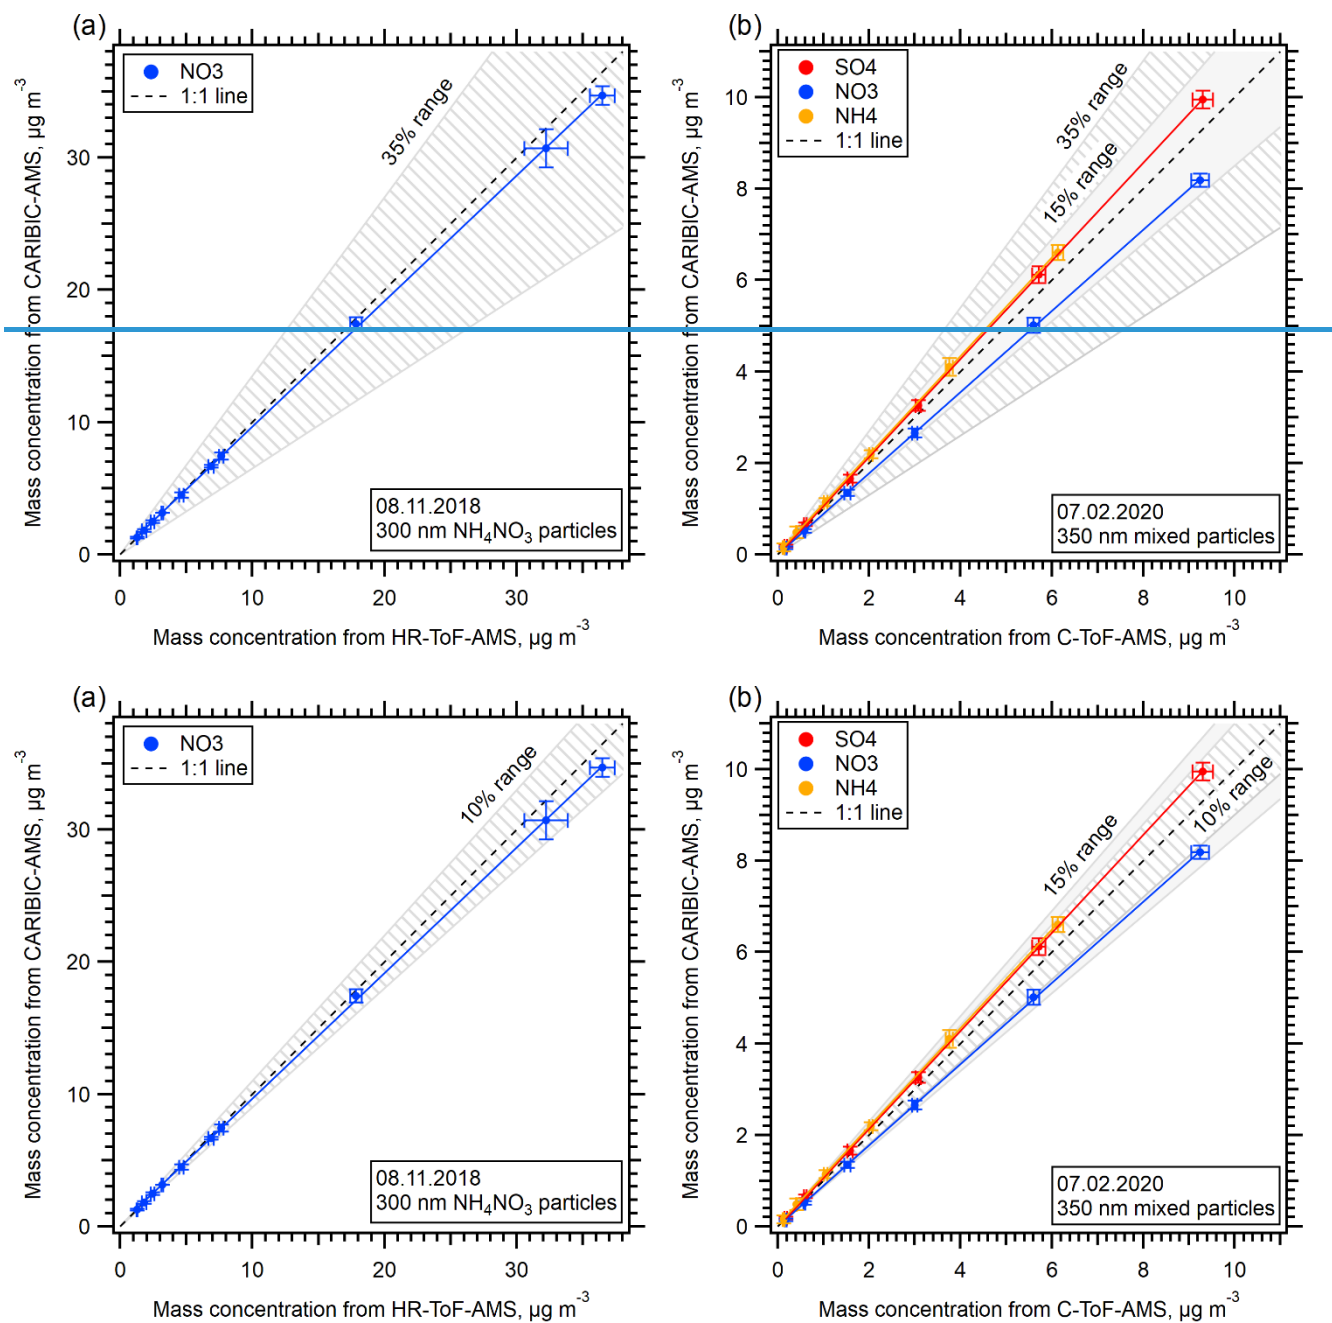 (a)
NO3
1:1 line
35% range
08.11.2018
300 nm NH₄NO₃ particles
Mass concentration from CARIBIC-AMS, µg m⁻³
30
20
10
0
0 10 20 30
Mass concentration from HR-ToF-AMS, µg m⁻³
(b)
SO4
NO3
NH4
1:1 line
35% range
15% range
07.02.2020
350 nm mixed particles
Mass concentration from CARIBIC-AMS, µg m⁻³
10
8
6
4
2
0
0 2 4 6 8 10
Mass concentration from C-ToF-AMS, µg m⁻³
(a)
NO3
1:1 line
10% range
08.11.2018
300 nm NH₄NO₃ particles
Mass concentration from CARIBIC-AMS, µg m⁻³
30
20
10
0
0 10 20 30
Mass concentration from HR-ToF-AMS, µg m⁻³
(b)
SO4
NO3
NH4
1:1 line
15% range
10% range
07.02.2020
350 nm mixed particles
Mass concentration from CARIBIC-AMS, µg m⁻³
10
8
6
4
2
0
0 2 4 6 8 10
Mass concentration from C-ToF-AMS, µg m⁻³